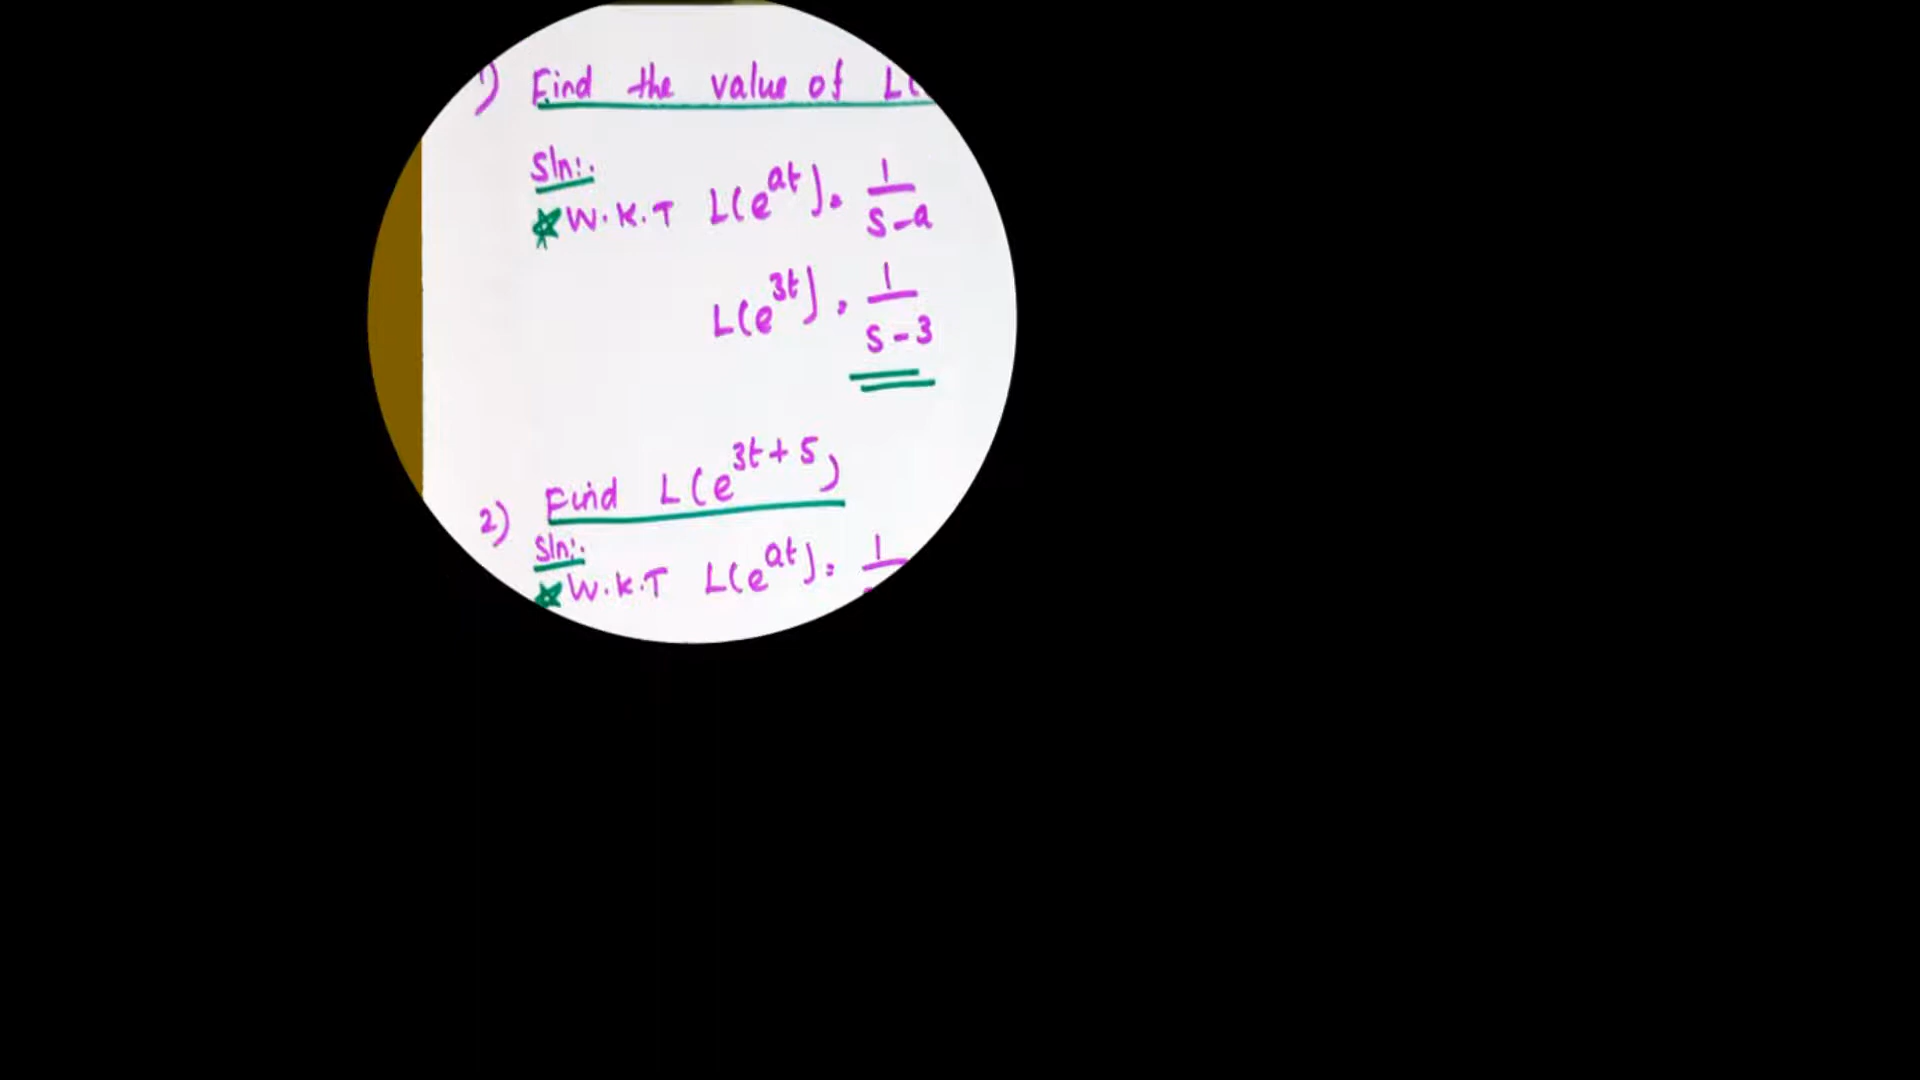 1) Find the value of L(
Sln:.
W.K.T L(e^at) = 1/(s-a)
L(e^3t) = 1/(s-3)
2) Find L(e^3t+5)
Sln:.
W.K.T L(e^at) = 1